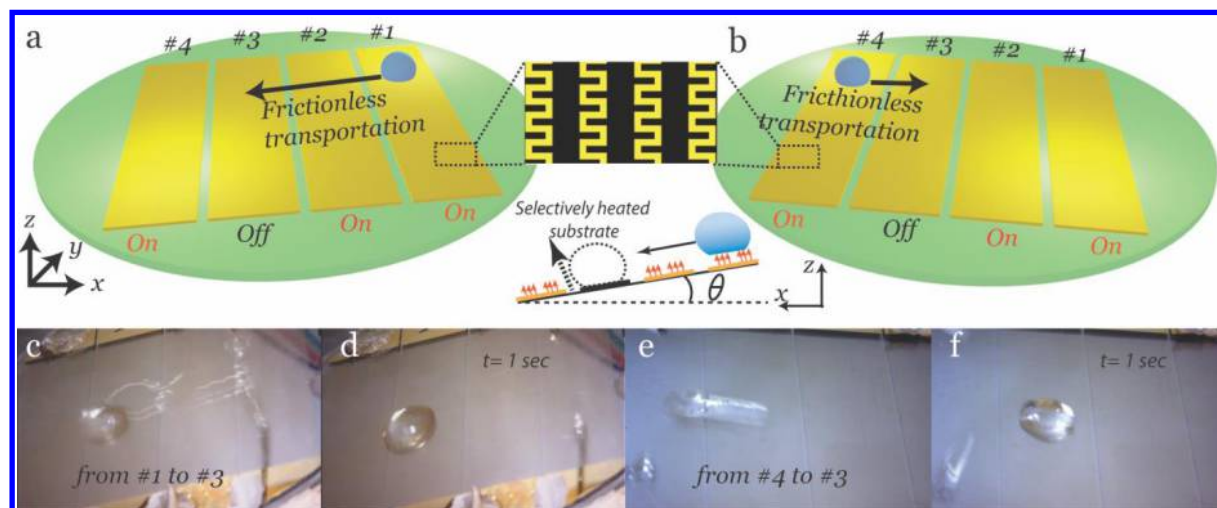 a
#4 #3 #2 #1
Frictionless
transportation
On Off On On
z
y
x
b
#4 #3 #2 #1
Fricthionless
transportation
On Off On On
Selectively heated
substrate
θ
z
x
c
from #1 to #3
d
t= 1 sec
e
from #4 to #3
f
t= 1 sec